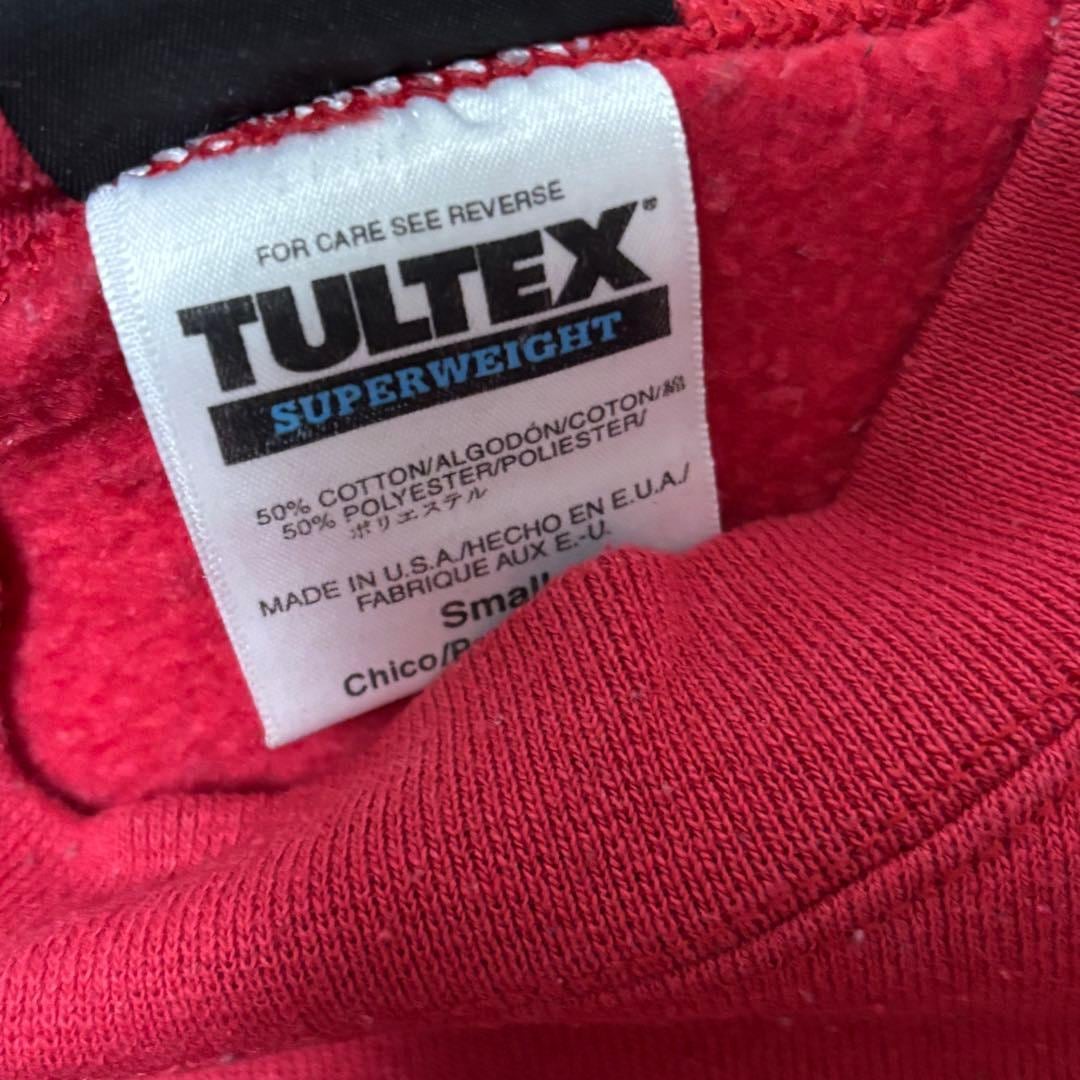 FOR CARE SEE REVERSE
TULTEX®
SUPERWEIGHT
50% COTTON/ALGODÓN/COTON/綿
50% POLYESTER/POLIESTER/
ポリエステル
MADE IN U.S.A./HECHO EN E.U.A./
FABRIQUE AUX E.-U.
Small
Chico/